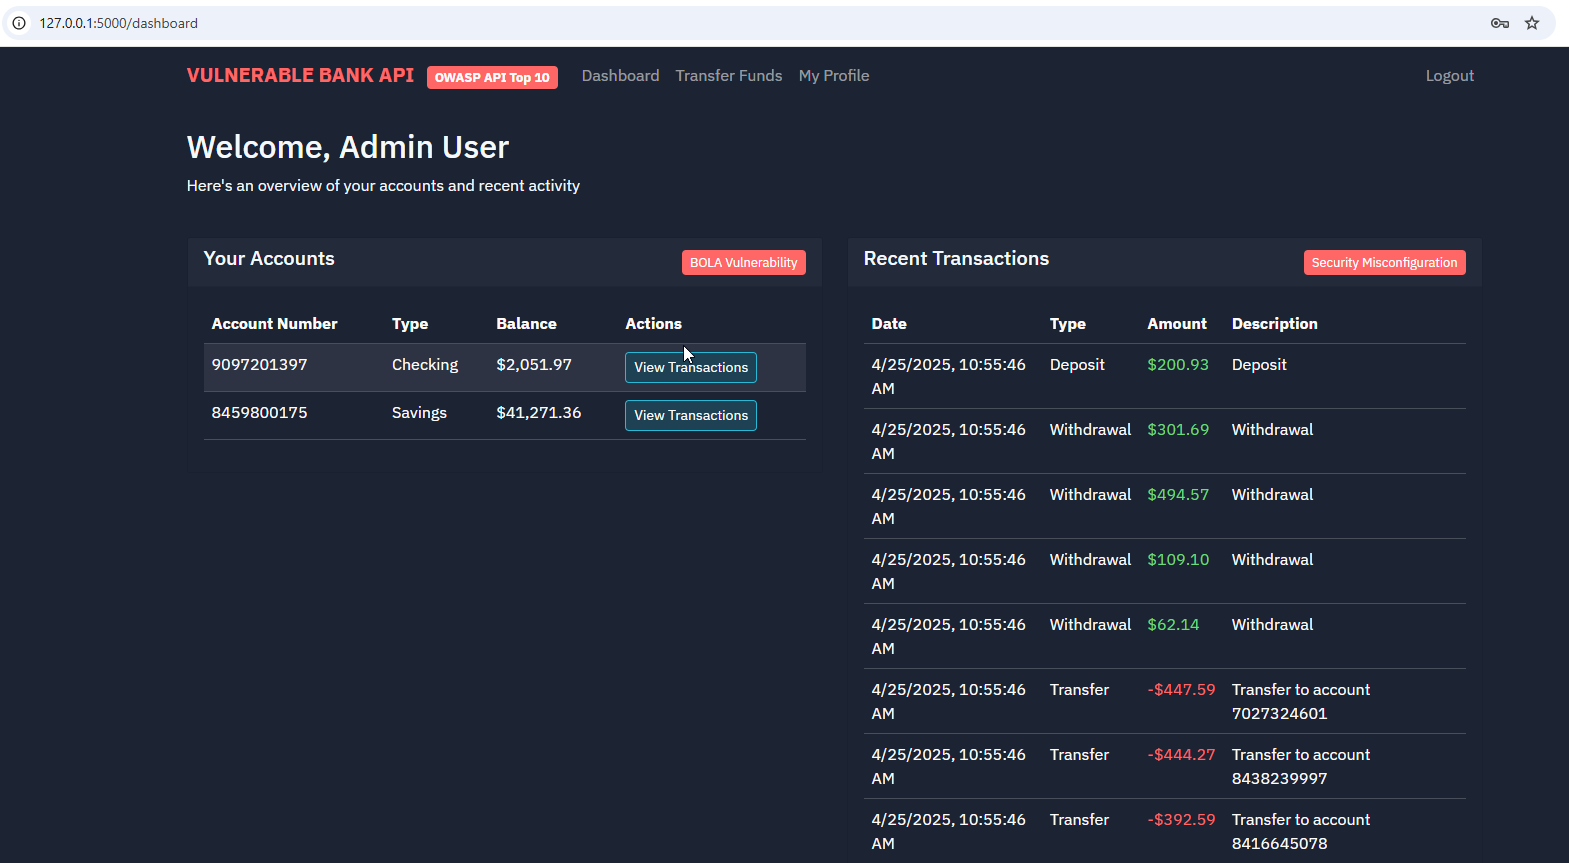 127.0.0.1:5000/dashboard
VULNERABLE BANK API OWASP API Top 10 Dashboard Transfer Funds My Profile Logout
Welcome, Admin User
Here's an overview of your accounts and recent activity
Your Accounts BOLA Vulnerability
Account Number Type Balance Actions
9097201397 Checking $2,051.97 View Transactions
8459800175 Savings $41,271.36 View Transactions
Recent Transactions Security Misconfiguration
Date Type Amount Description
4/25/2025, 10:55:46 Deposit $200.93 Deposit
AM
4/25/2025, 10:55:46 Withdrawal $301.69 Withdrawal
AM
4/25/2025, 10:55:46 Withdrawal $494.57 Withdrawal
AM
4/25/2025, 10:55:46 Withdrawal $109.10 Withdrawal
AM
4/25/2025, 10:55:46 Withdrawal $62.14 Withdrawal
AM
4/25/2025, 10:55:46 Transfer -$447.59 Transfer to account
AM 7027324601
4/25/2025, 10:55:46 Transfer -$444.27 Transfer to account
AM 8438239997
4/25/2025, 10:55:46 Transfer -$392.59 Transfer to account
AM 8416645078